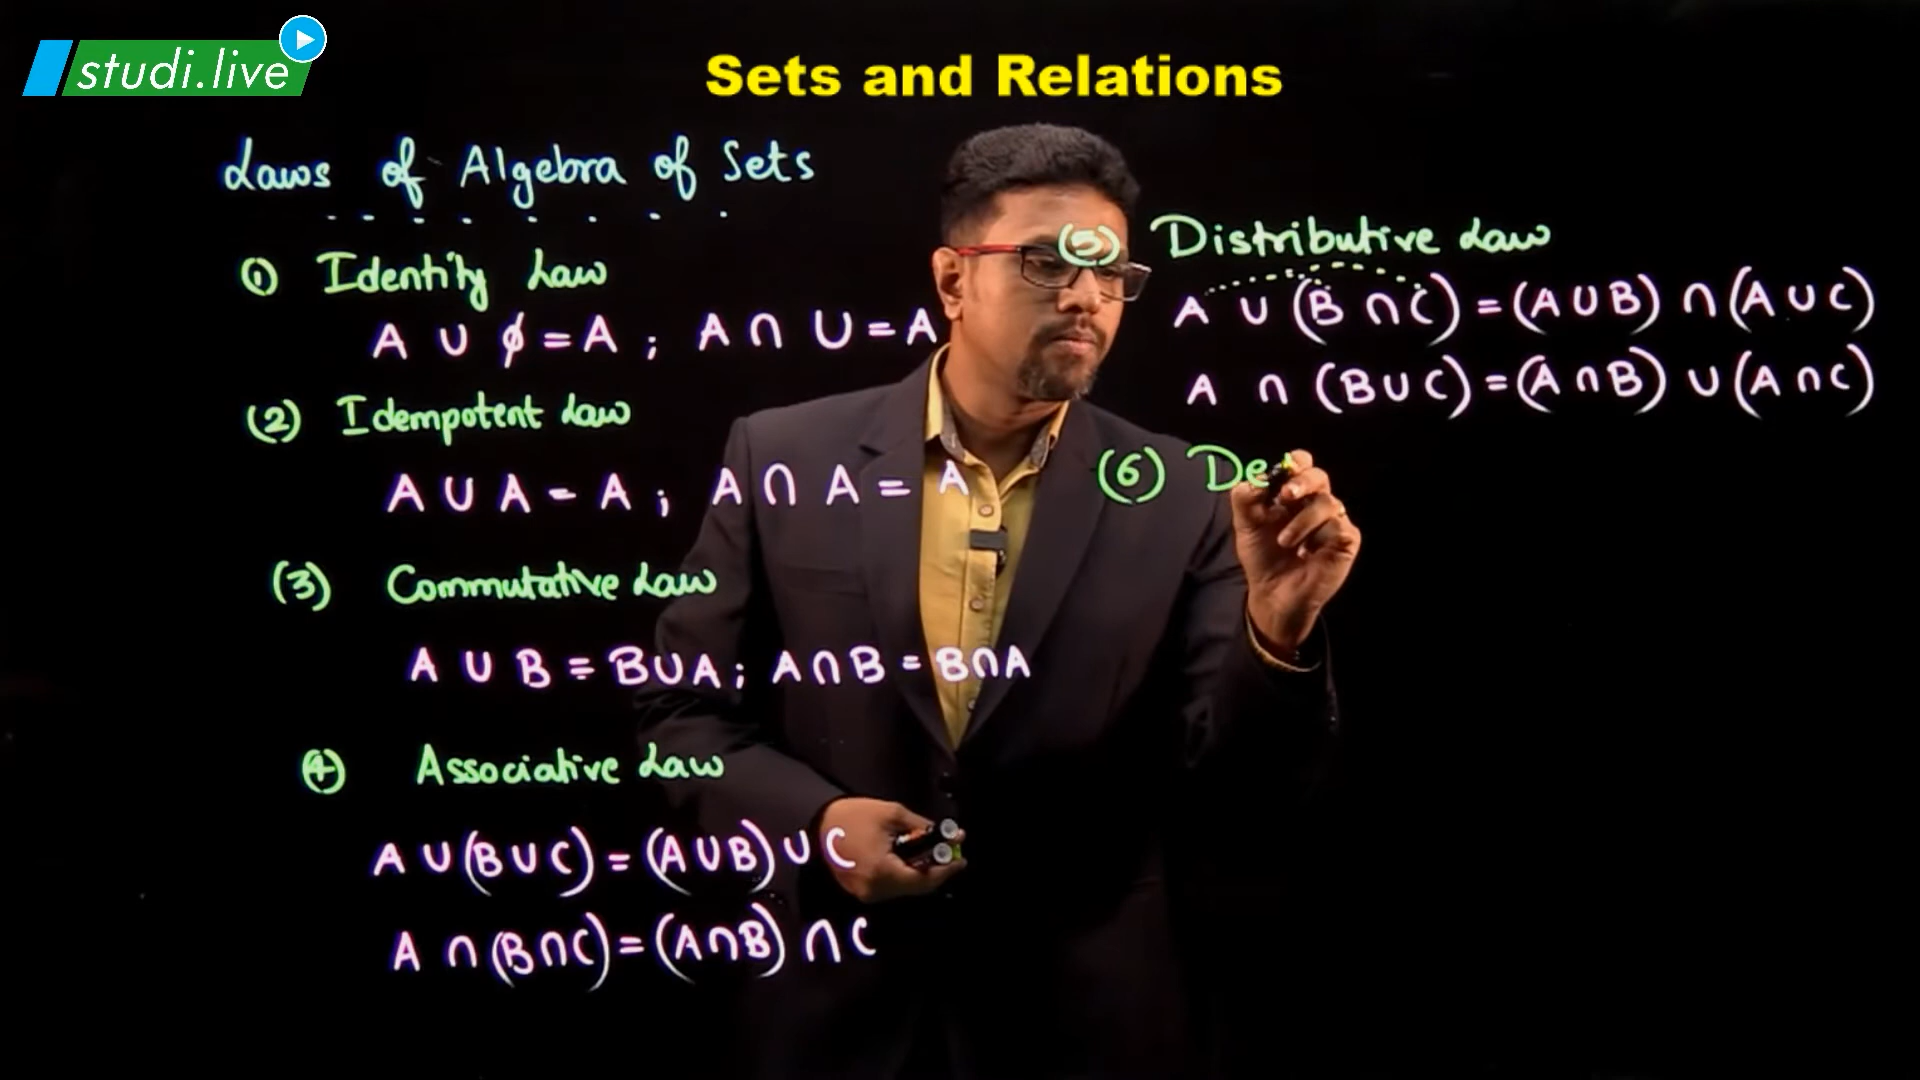 studi.live
Sets and Relations
Laws of Algebra of Sets
① Identity Law
A ∪ ϕ = A ; A ∩ U = A
(2) Idempotent Law
A ∪ A = A ; A ∩ A = A
(3) Commutative Law
A ∪ B = B ∪ A ; A ∩ B = B ∩ A
(4) Associative Law
A ∪ (B ∪ C) = (A ∪ B) ∪ C
A ∩ (B ∩ C) = (A ∩ B) ∩ C
(5) Distributive Law
A ∪ (B ∩ C) = (A ∪ B) ∩ (A ∪ C)
A ∩ (B ∪ C) = (A ∩ B) ∪ (A ∩ C)
(6) De